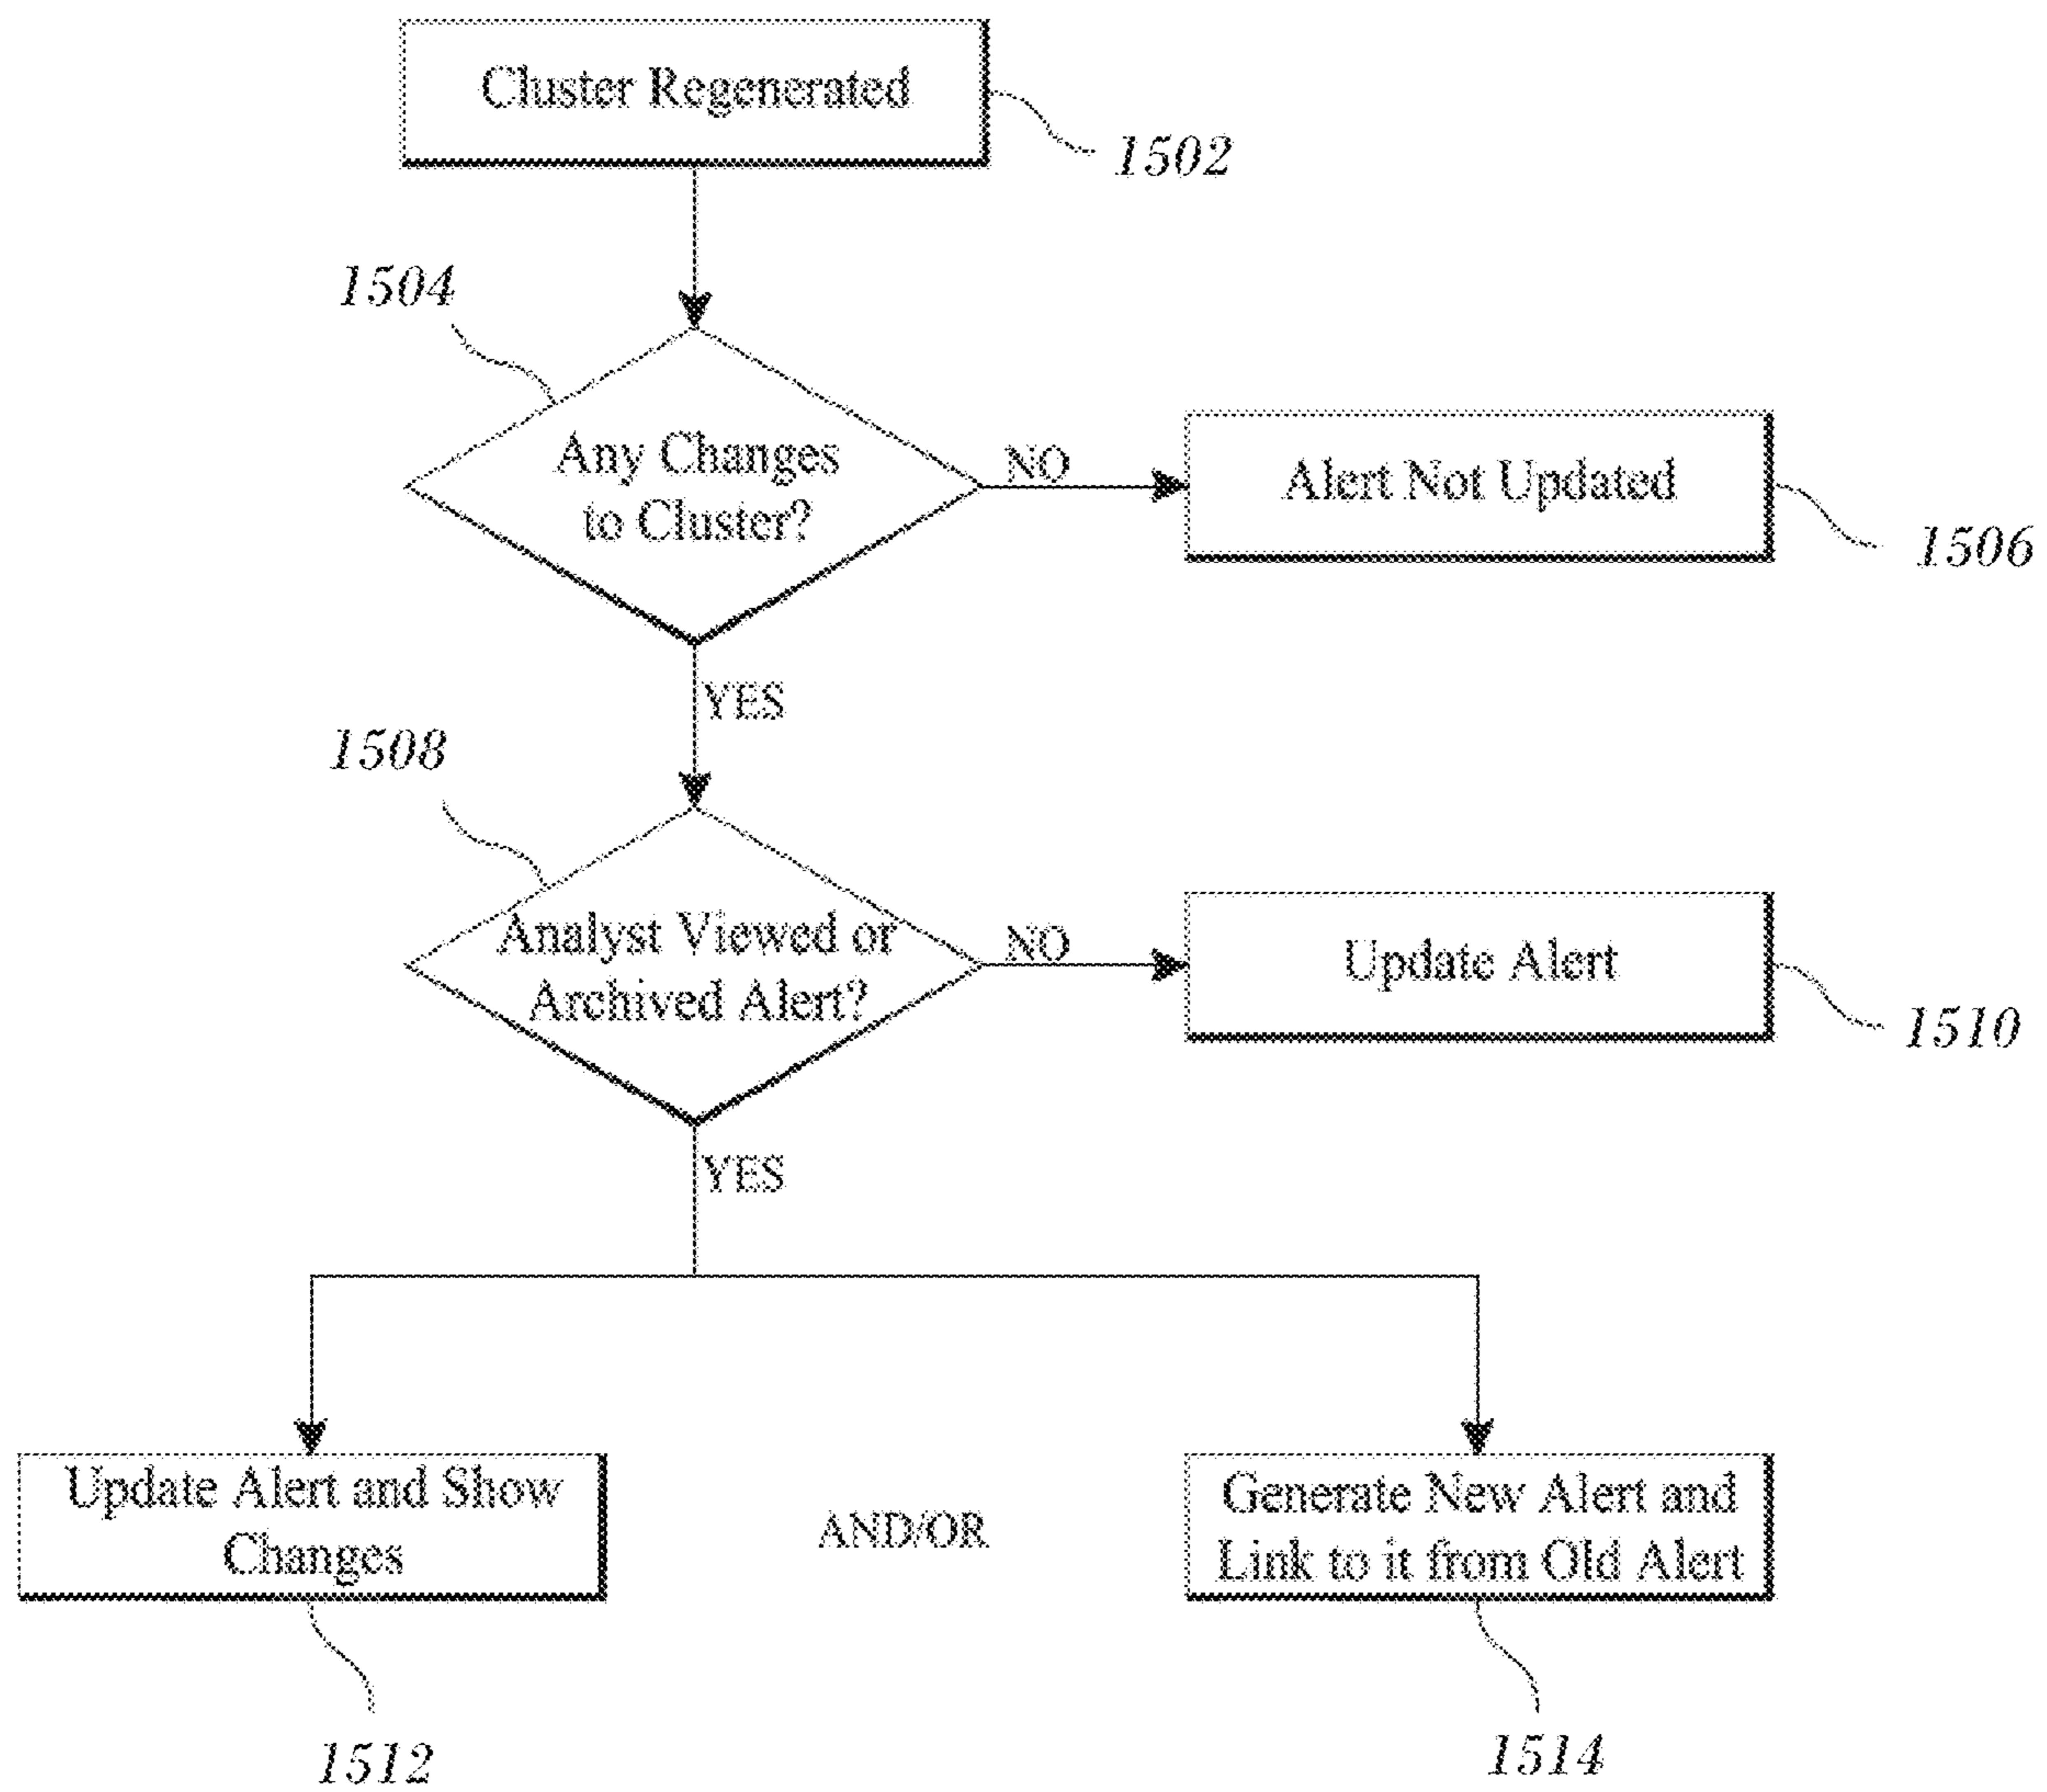 Cluster Regenerated
1502
1504
Any Changes
to Cluster?
NO
Alert Not Updated
1506
YES
1508
Analyst Viewed or
Archived Alert?
NO
Update Alert
1510
YES
Update Alert and Show
Changes
AND/OR
Generate New Alert and
Link to it from Old Alert
1512
1514